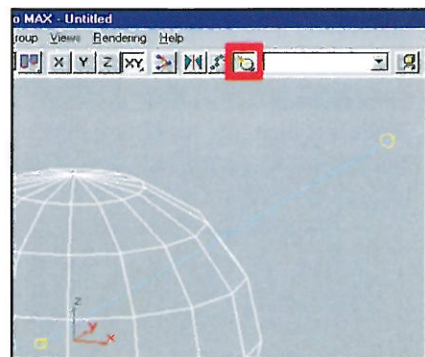 o MAX - Untitled
roup Views Rendering Help
X Y Z XY
z
y
x